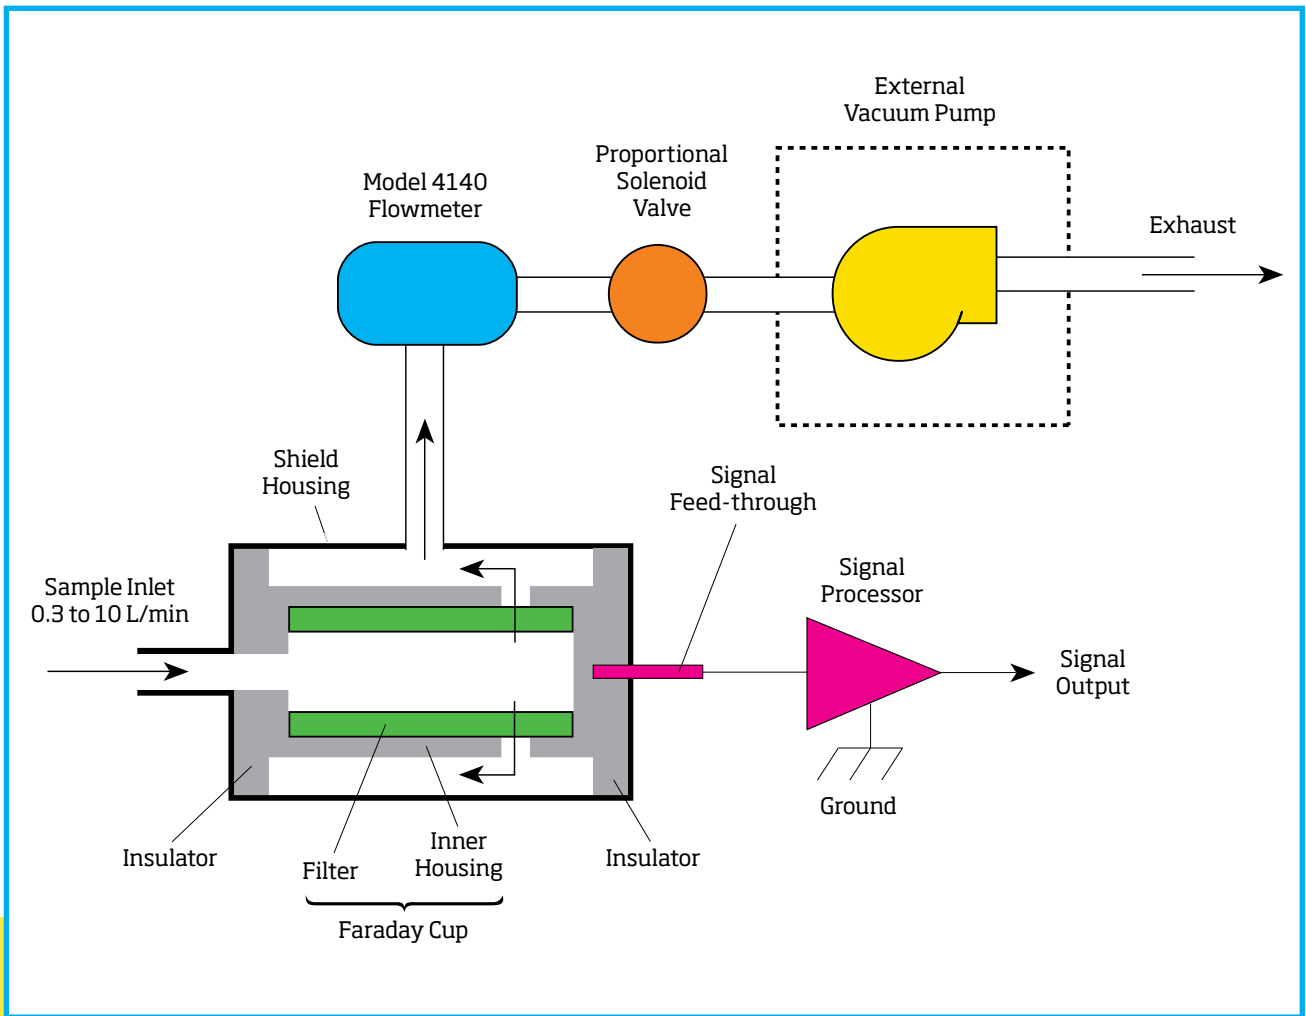 External
Vacuum Pump
Proportional
Solenoid
Valve
Model 4140
Flowmeter
Exhaust
Shield
Housing
Signal
Feed-through
Sample Inlet
0.3 to 10 L/min
Signal
Processor
Signal
Output
Ground
Insulator
Filter
Inner
Housing
Insulator
Faraday Cup